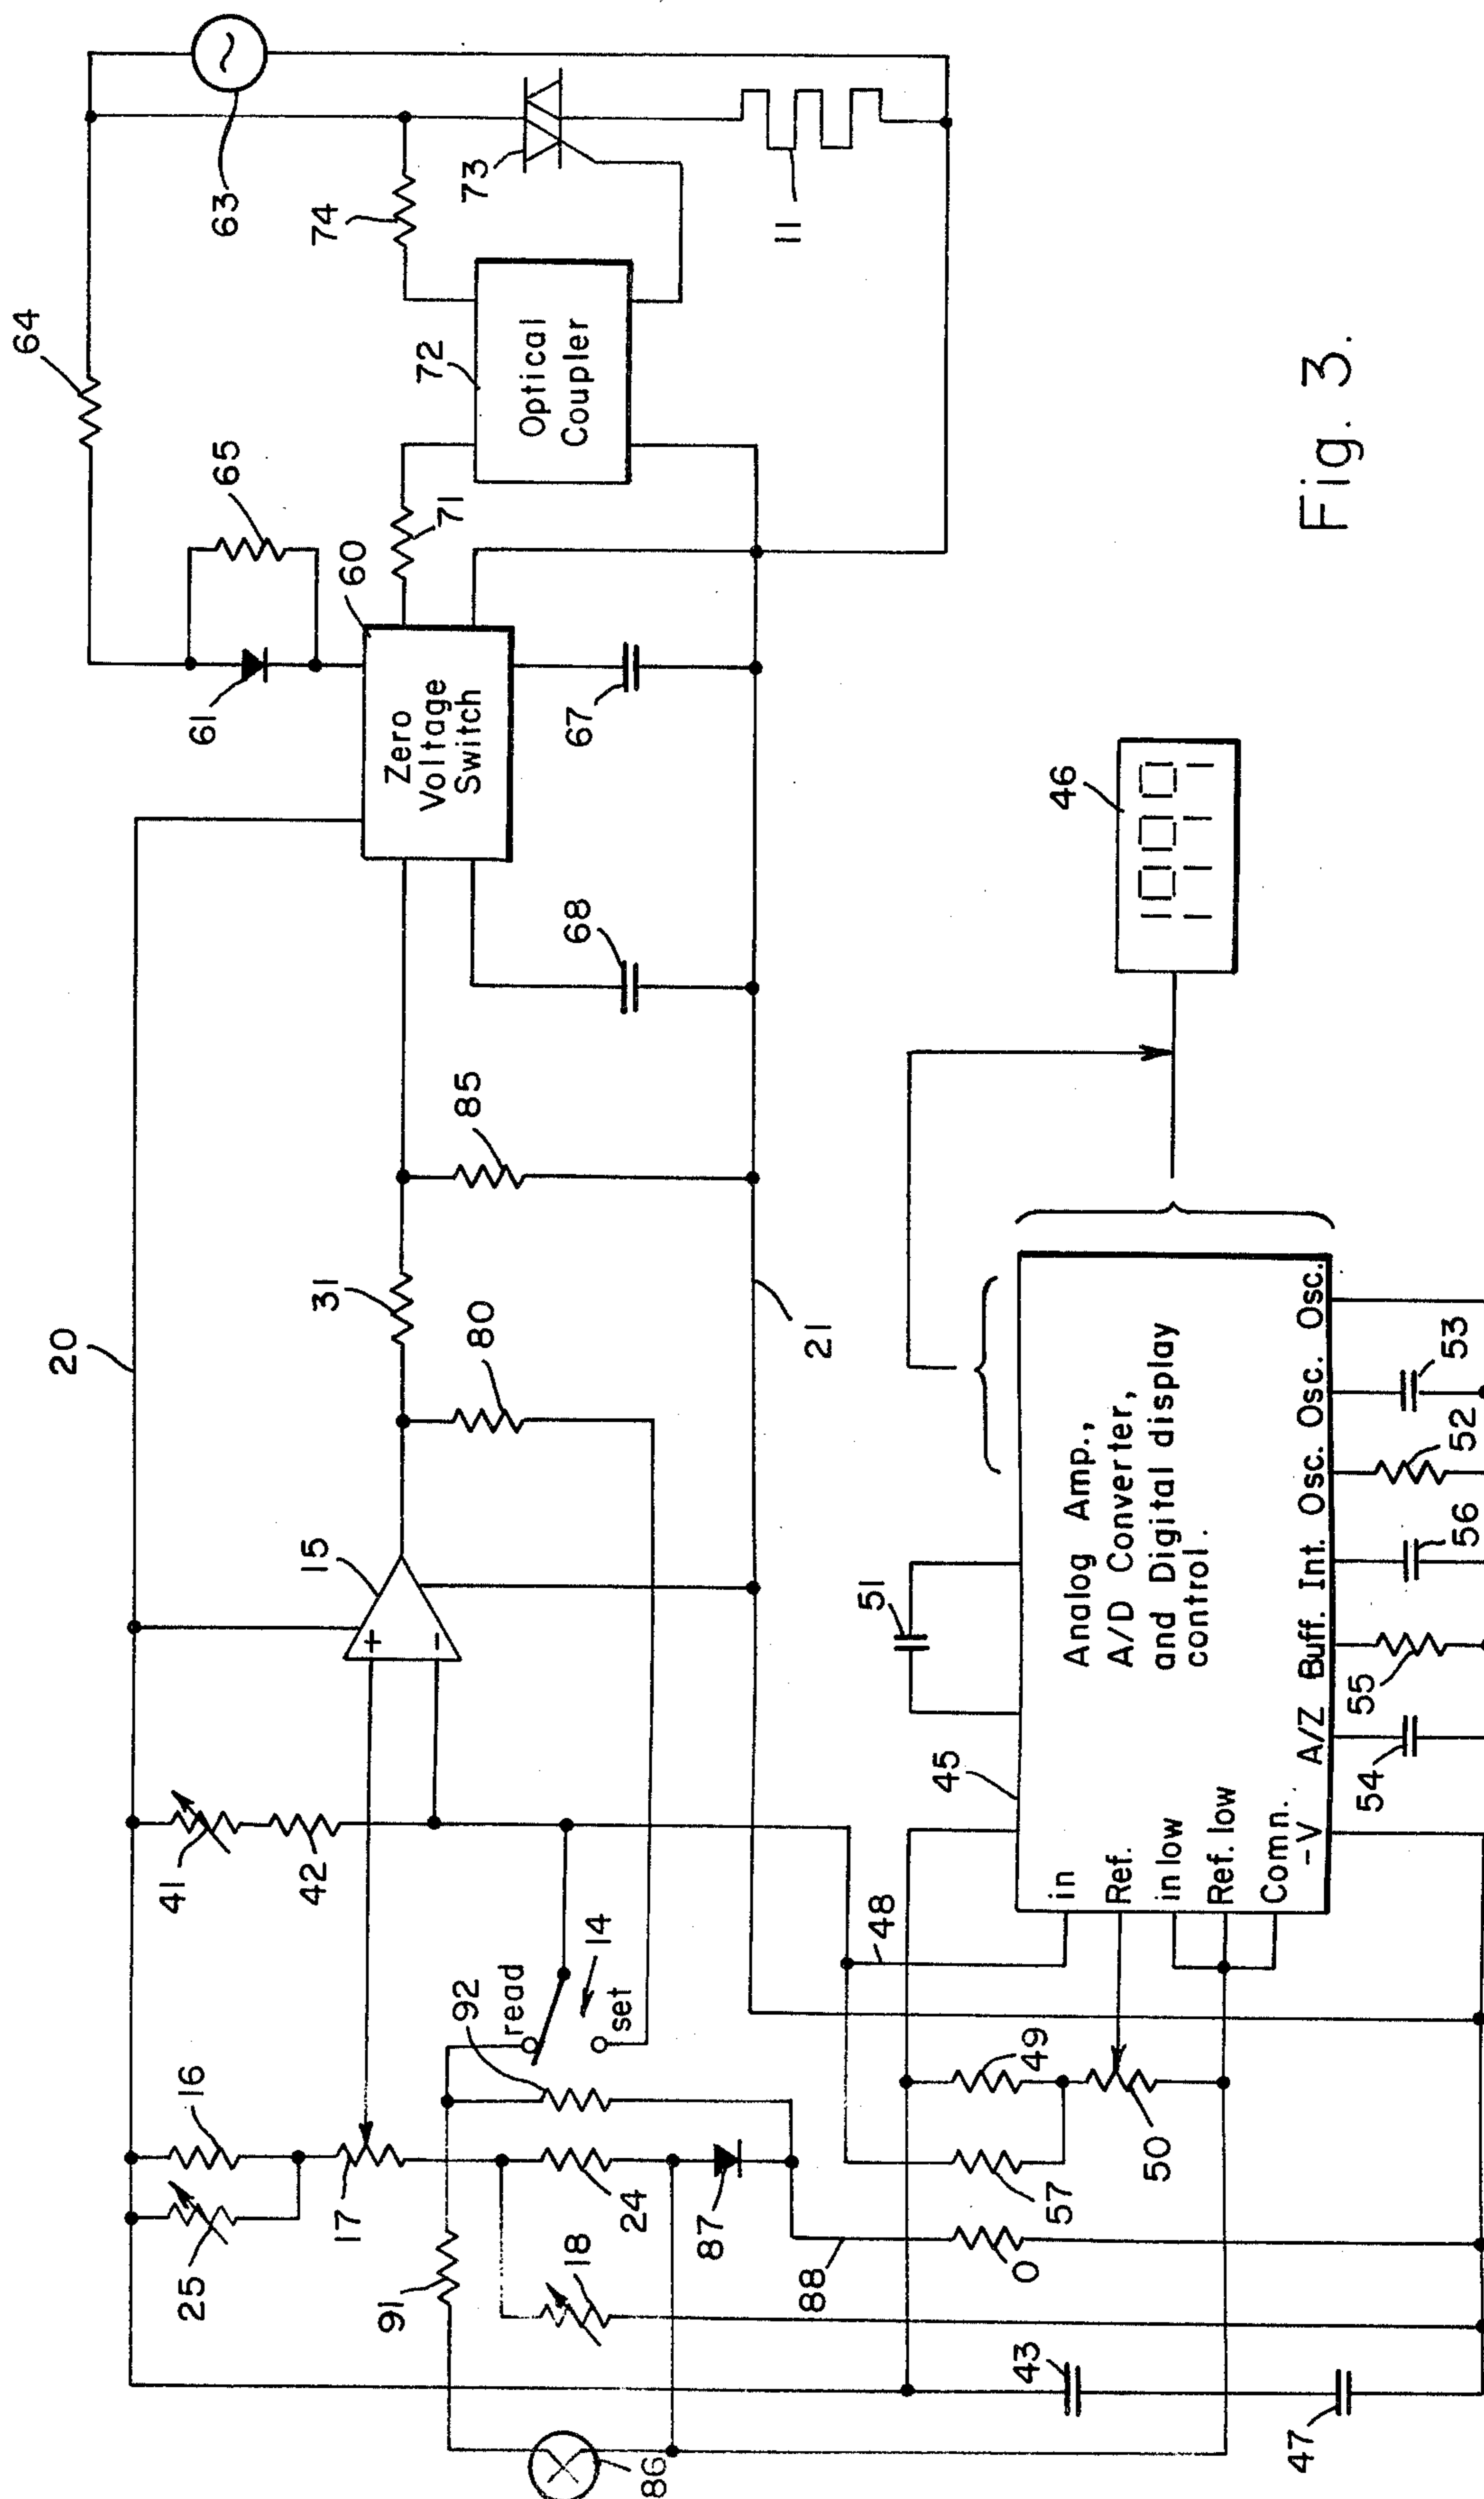 20
64
41
25
16
61
65
63
42
15
31
74
17
60
+
−
91
92
80
85
71
72
73
Zero
Voltage
Switch
Optical
Coupler
read
14
set
18
24
68
67
11
86
87
88
21
48
51
45
46
43
0
57
49
50
in
Ref.
in low
Ref. low
Comn.
-V
A/Z
Buff.
Int.
Osc.
Osc.
Osc.
Analog Amp.,
A/D Converter,
and Digital display
control.
47
54
55
56
52
53
Fig. 3.